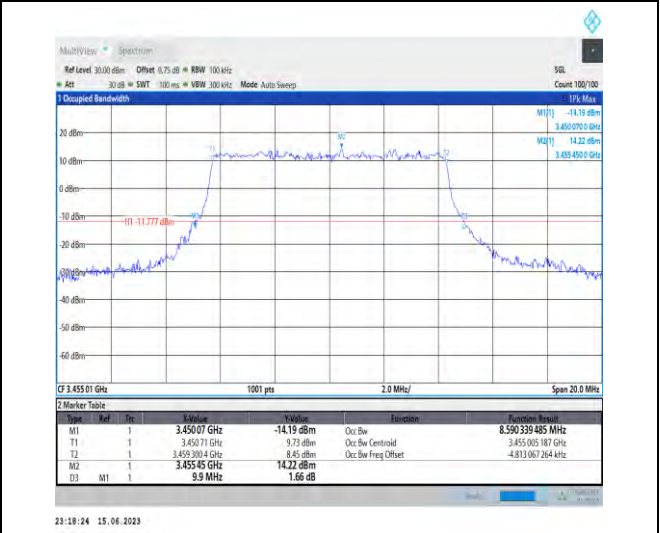 MultiView Spectrum
Ref Level 30.00 dBm Offset 9.75 dB RBW 100 kHz SGL
Att 30 dB SWT 100 ms VBW 300 kHz Mode Auto Sweep Count 100/100
1 Occupied Bandwidth 1Pk Max
M1[1] -14.19 dBm
3.450 070 0 GHz
M2[1] 14.22 dBm
3.455 450 0 GHz
20 dBm
M2
T1
T2
10 dBm
0 dBm
-10 dBm
H1 -11.777 dBm
M1
D3
-20 dBm
-30 dBm
-40 dBm
-50 dBm
-60 dBm
CF 3.455 01 GHz 1001 pts 2.0 MHz/ Span 20.0 MHz
2 Marker Table
Type Ref Trc X-Value Y-Value Function Function Result
M1 1 3.450 07 GHz -14.19 dBm Occ Bw 8.590 339 485 MHz
T1 1 3.450 71 GHz 9.73 dBm Occ Bw Centroid 3.455 005 187 GHz
T2 1 3.459 300 4 GHz 8.45 dBm Occ Bw Freq Offset -4.813 067 264 kHz
M2 1 3.455 45 GHz 14.22 dBm
D3 M1 1 9.9 MHz 1.66 dB
23:18:24 15.06.2023